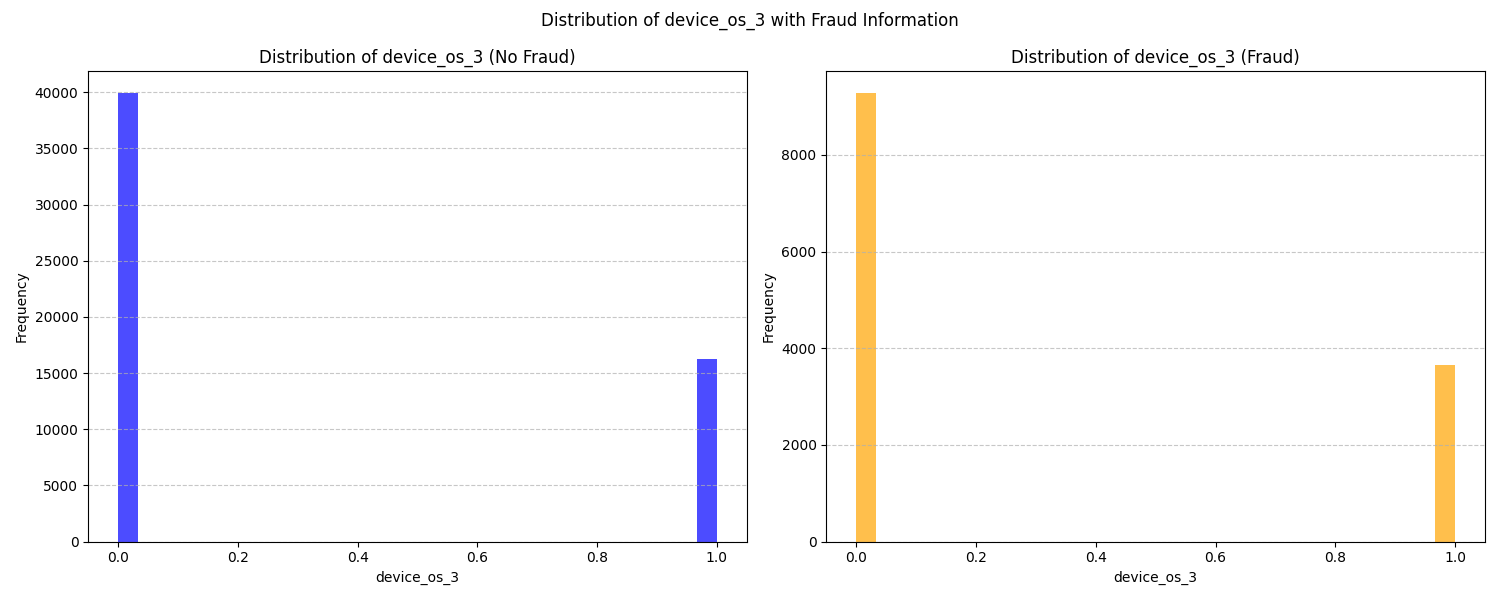 Distribution of device_os_3 with Fraud Information
Distribution of device_os_3 (No Fraud)
40000
35000
30000
25000
20000
15000
10000
5000
0
Frequency
0.0 0.2 0.4 0.6 0.8 1.0
device_os_3
Distribution of device_os_3 (Fraud)
8000
6000
4000
2000
0
Frequency
0.0 0.2 0.4 0.6 0.8 1.0
device_os_3